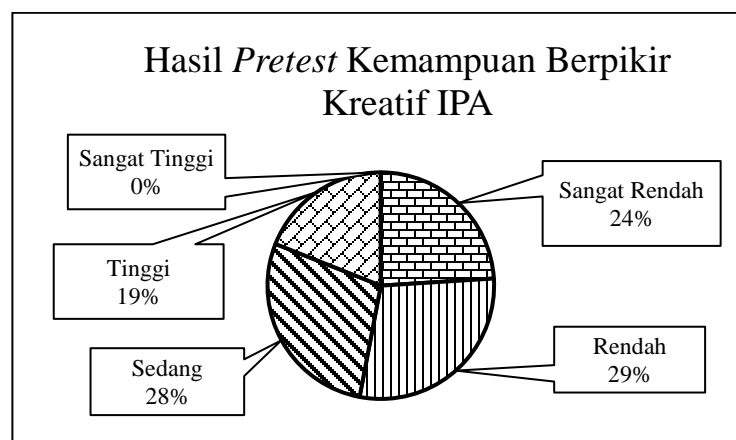 Hasil Pretest Kemampuan Berpikir
Kreatif IPA
Sangat Tinggi
0%
Sangat Rendah
24%
Tinggi
19%
Sedang
28%
Rendah
29%